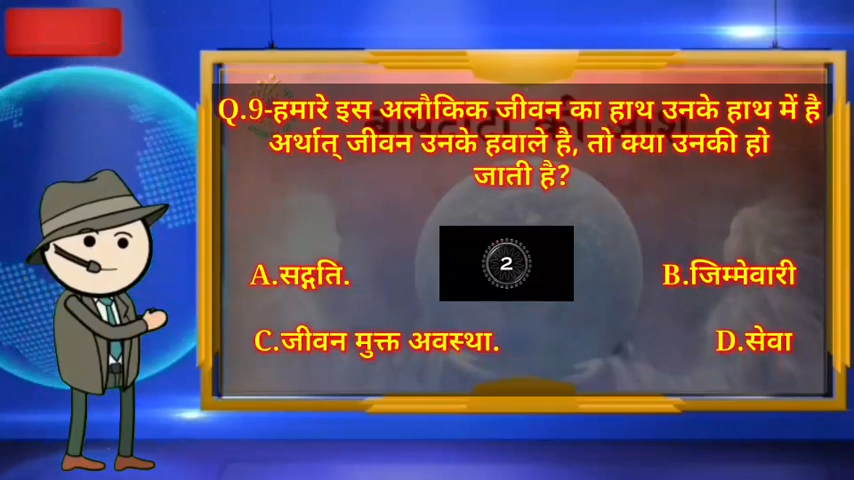 Q.9-हमारे इस अलौकिक जीवन का हाथ उनके हाथ में है
अर्थात् जीवन उनके हवाले है, तो क्या उनकी हो
जाती है?
2
A.सद्गति.
B.जिम्मेवारी
C.जीवन मुक्त अवस्था.
D.सेवा